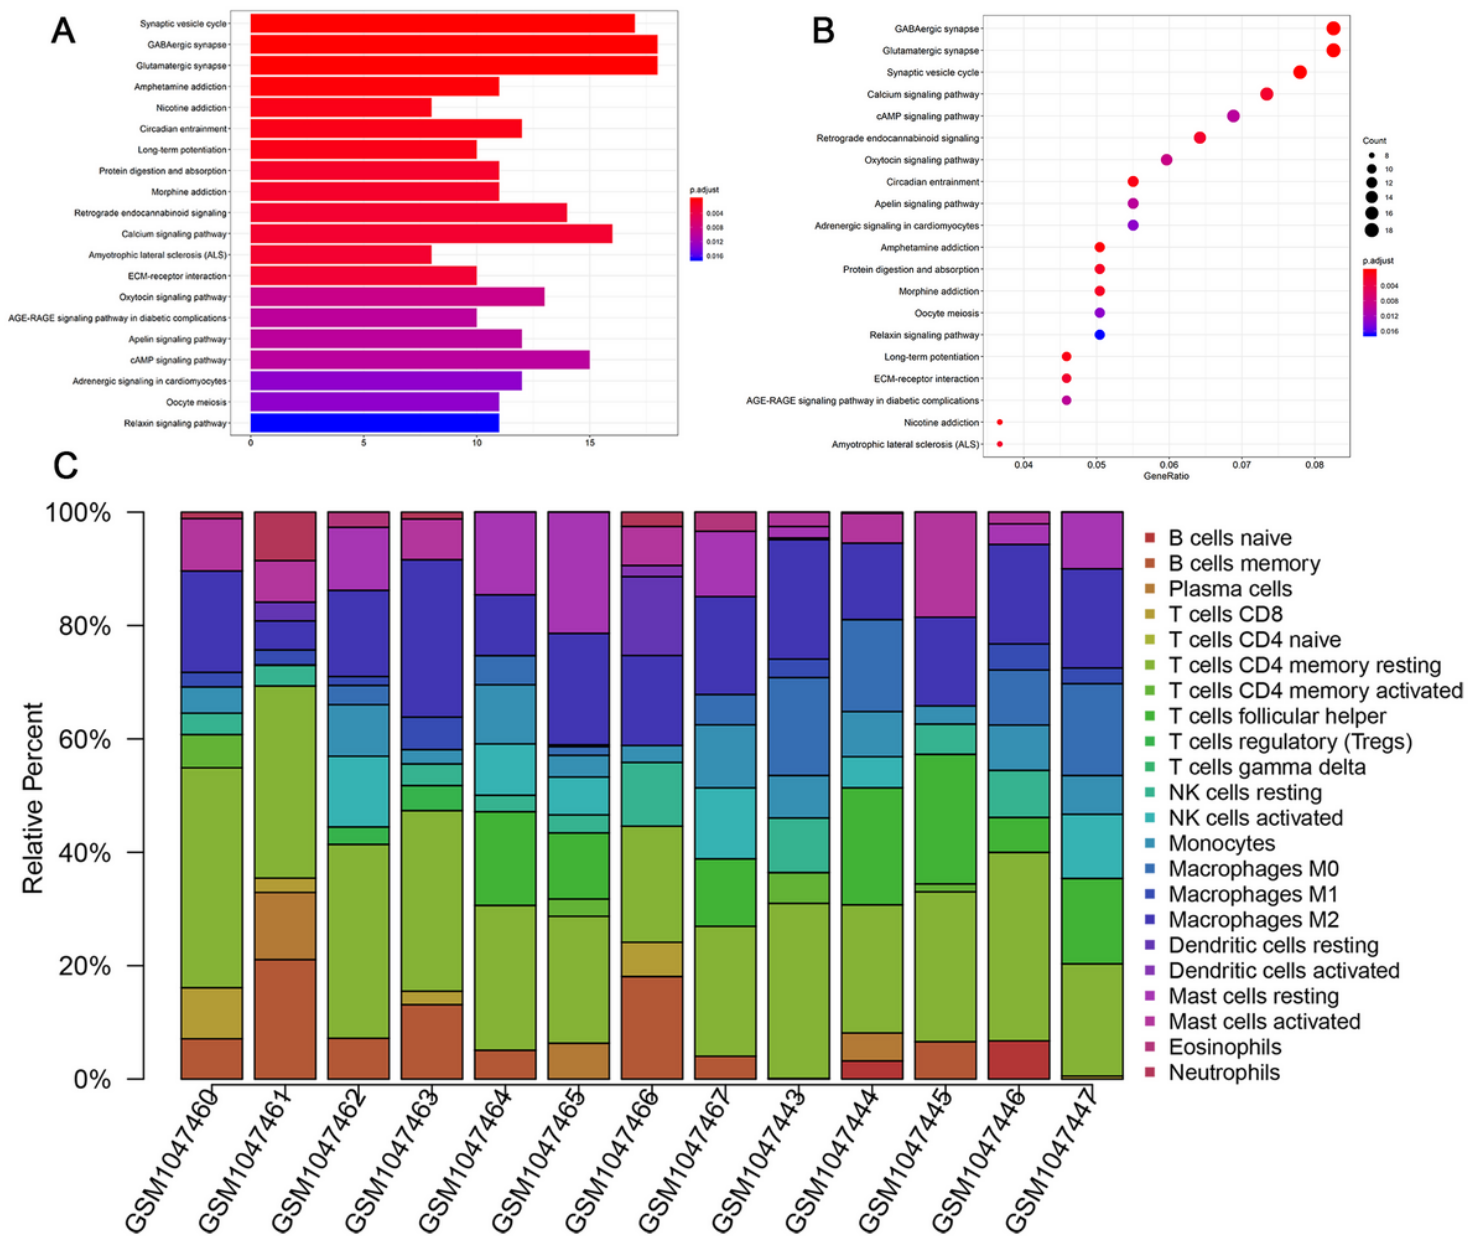 A
Synaptic vesicle cycle
GABAergic synapse
Glutamatergic synapse
Amphetamine addiction
Nicotine addiction
Circadian entrainment
Long-term potentiation
Protein digestion and absorption
Morphine addiction
Retrograde endocannabinoid signaling
Calcium signaling pathway
Amyotrophic lateral sclerosis (ALS)
ECM-receptor interaction
Oxytocin signaling pathway
AGE-RAGE signaling pathway in diabetic complications
Apelin signaling pathway
cAMP signaling pathway
Adrenergic signaling in cardiomyocytes
Oocyte meiosis
Relaxin signaling pathway
0 5 10 15
p.adjust
0.004
0.008
0.012
0.016
B
GABAergic synapse
Glutamatergic synapse
Synaptic vesicle cycle
Calcium signaling pathway
cAMP signaling pathway
Retrograde endocannabinoid signaling
Oxytocin signaling pathway
Circadian entrainment
Apelin signaling pathway
Adrenergic signaling in cardiomyocytes
Amphetamine addiction
Protein digestion and absorption
Morphine addiction
Oocyte meiosis
Relaxin signaling pathway
Long-term potentiation
ECM-receptor interaction
AGE-RAGE signaling pathway in diabetic complications
Nicotine addiction
Amyotrophic lateral sclerosis (ALS)
0.04 0.05 0.06 0.07 0.08
GeneRatio
Count
8
10
12
14
16
18
p.adjust
0.004
0.008
0.012
0.016
C
Relative Percent
100%
80%
60%
40%
20%
0%
GSM1047460
GSM1047461
GSM1047462
GSM1047463
GSM1047464
GSM1047465
GSM1047466
GSM1047467
GSM1047443
GSM1047444
GSM1047445
GSM1047446
GSM1047447
B cells naive
B cells memory
Plasma cells
T cells CD8
T cells CD4 naive
T cells CD4 memory resting
T cells CD4 memory activated
T cells follicular helper
T cells regulatory (Tregs)
T cells gamma delta
NK cells resting
NK cells activated
Monocytes
Macrophages M0
Macrophages M1
Macrophages M2
Dendritic cells resting
Dendritic cells activated
Mast cells resting
Mast cells activated
Eosinophils
Neutrophils